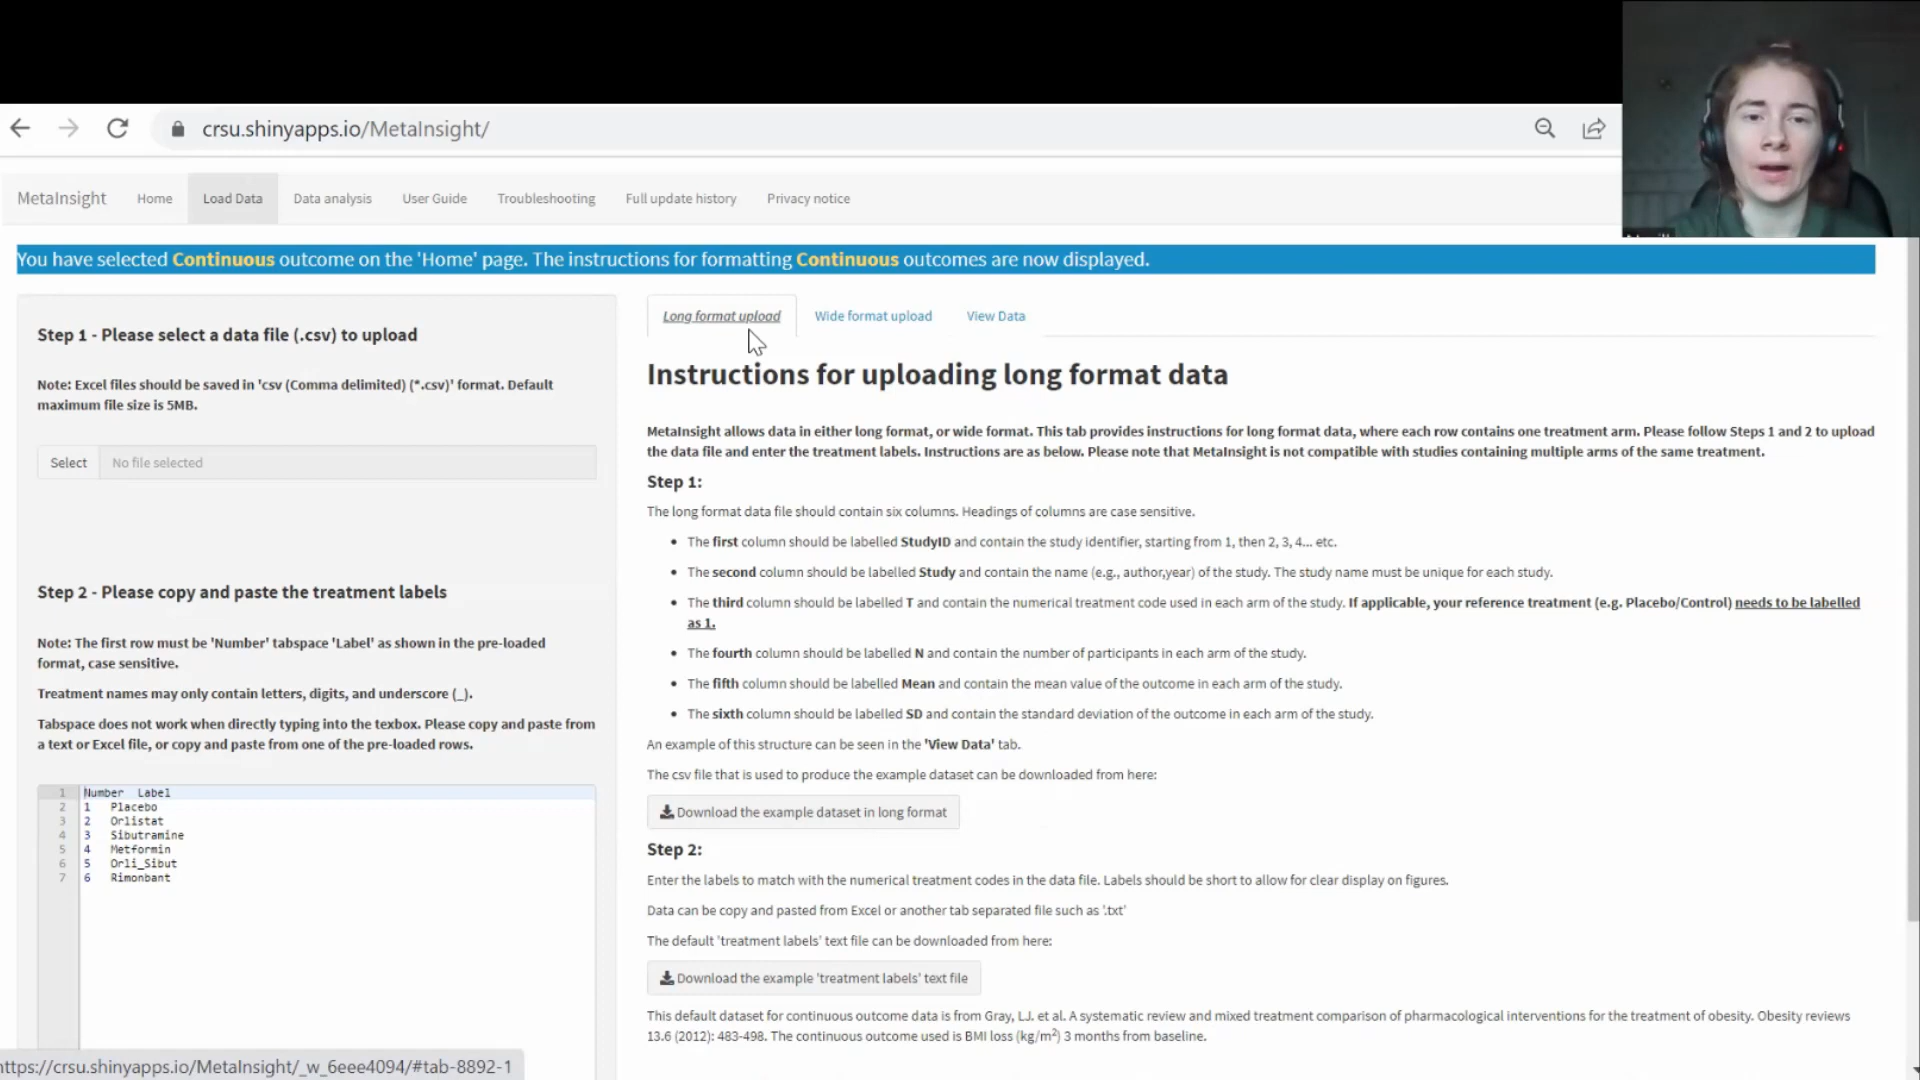 crsu.shinyapps.io/MetaInsight/
MetaInsight Home Load Data Data analysis User Guide Troubleshooting Full update history Privacy notice
You have selected Continuous outcome on the 'Home' page. The instructions for formatting Continuous outcomes are now displayed.
Step 1 - Please select a data file (.csv) to upload
Note: Excel files should be saved in 'csv (Comma delimited) (*.csv)' format. Default
maximum file size is 5MB.
Select No file selected
Step 2 - Please copy and paste the treatment labels
Note: The first row must be 'Number' tabspace 'Label' as shown in the pre-loaded
format, case sensitive.
Treatment names may only contain letters, digits, and underscore (_).
Tabspace does not work when directly typing into the texbox. Please copy and paste from
a text or Excel file, or copy and paste from one of the pre-loaded rows.
1 Number Label
2 1 Placebo
3 2 Orlistat
4 3 Sibutramine
5 4 Metformin
6 5 Orli_Sibut
7 6 Rimonbant
Long format upload Wide format upload View Data
Instructions for uploading long format data
MetaInsight allows data in either long format, or wide format. This tab provides instructions for long format data, where each row contains one treatment arm. Please follow Steps 1 and 2 to upload
the data file and enter the treatment labels. Instructions are as below. Please note that MetaInsight is not compatible with studies containing multiple arms of the same treatment.
Step 1:
The long format data file should contain six columns. Headings of columns are case sensitive.
• The first column should be labelled StudyID and contain the study identifier, starting from 1, then 2, 3, 4... etc.
• The second column should be labelled Study and contain the name (e.g., author,year) of the study. The study name must be unique for each study.
• The third column should be labelled T and contain the numerical treatment code used in each arm of the study. If applicable, your reference treatment (e.g. Placebo/Control) needs to be labelled
as 1.
• The fourth column should be labelled N and contain the number of participants in each arm of the study.
• The fifth column should be labelled Mean and contain the mean value of the outcome in each arm of the study.
• The sixth column should be labelled SD and contain the standard deviation of the outcome in each arm of the study.
An example of this structure can be seen in the 'View Data' tab.
The csv file that is used to produce the example dataset can be downloaded from here:
Download the example dataset in long format
Step 2:
Enter the labels to match with the numerical treatment codes in the data file. Labels should be short to allow for clear display on figures.
Data can be copy and pasted from Excel or another tab separated file such as '.txt'
The default 'treatment labels' text file can be downloaded from here:
Download the example 'treatment labels' text file
This default dataset for continuous outcome data is from Gray, LJ. et al. A systematic review and mixed treatment comparison of pharmacological interventions for the treatment of obesity. Obesity reviews
13.6 (2012): 483-498. The continuous outcome used is BMI loss (kg/m²) 3 months from baseline.
https://crsu.shinyapps.io/MetaInsight/_w_6eee4094/#tab-8892-1